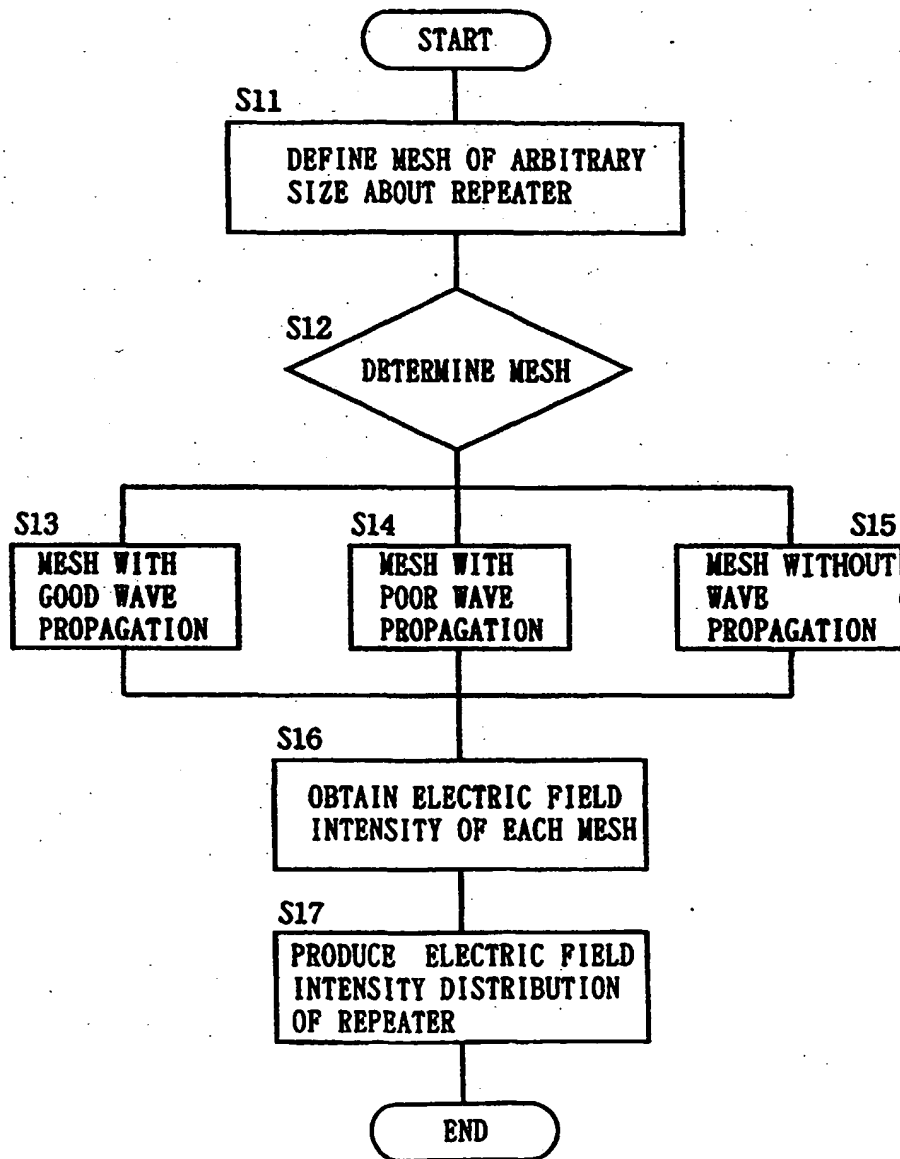 START
S11
DEFINE MESH OF ARBITRARY
SIZE ABOUT REPEATER
S12
DETERMINE MESH
S13
MESH WITH
GOOD WAVE
PROPAGATION
S14
MESH WITH
POOR WAVE
PROPAGATION
S15
MESH WITHOUT
WAVE
PROPAGATION
S16
OBTAIN ELECTRIC FIELD
INTENSITY OF EACH MESH
S17
PRODUCE ELECTRIC FIELD
INTENSITY DISTRIBUTION
OF REPEATER
END